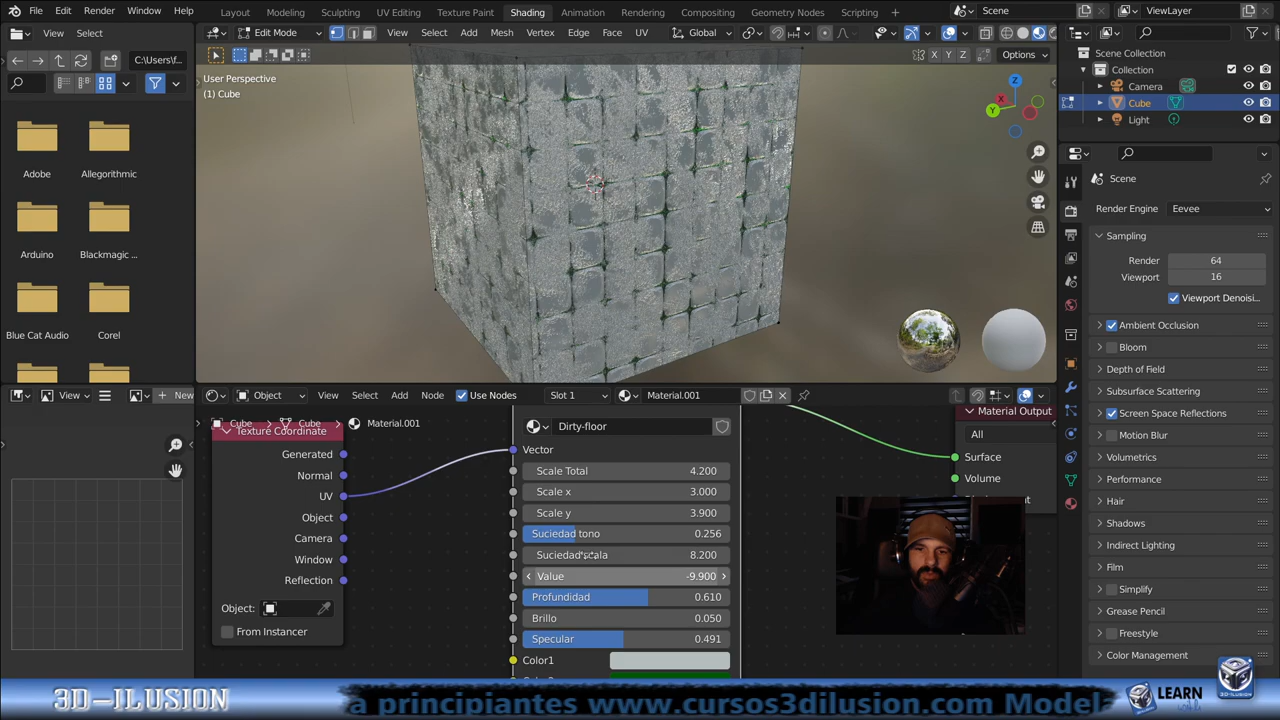 File Edit Render Window Help
Layout Modeling Sculpting UV Editing Texture Paint Shading Animation Rendering Compositing Geometry Nodes Scripting
Scene
ViewLayer
View Select
Edit Mode
View Select Add Mesh Vertex Edge Face UV
Global
C:\Users\f...
X Y Z
Options
User Perspective
(1) Cube
Z
X
Y
Adobe
Allegorithmic
Arduino
Blackmagic ...
Blue Cat Audio
Corel
Scene Collection
Collection
Camera
Cube
Light
Scene
Render Engine
Eevee
Sampling
Render
64
Viewport
16
Viewport Denoisi...
Ambient Occlusion
Bloom
Depth of Field
Subsurface Scattering
Screen Space Reflections
Motion Blur
Volumetrics
Performance
Hair
Shadows
Indirect Lighting
Film
Simplify
Grease Pencil
Freestyle
Color Management
View
New
Object
View Select Add Node
Use Nodes
Slot 1
Material.001
Cube
Cube
Material.001
Texture Coordinate
Generated
Normal
UV
Object
Camera
Window
Reflection
Object:
From Instancer
Dirty-floor
Vector
Scale Total 4.200
Scale x 3.000
Scale y 3.900
Suciedad tono 0.256
8.200
Value -9.900
Profundidad 0.610
Brillo 0.050
Specular 0.491
Color1
Material Output
All
Surface
Volume
3D-ILUSION
a principiantes www.cursos3dilusion.com Model
LEARN